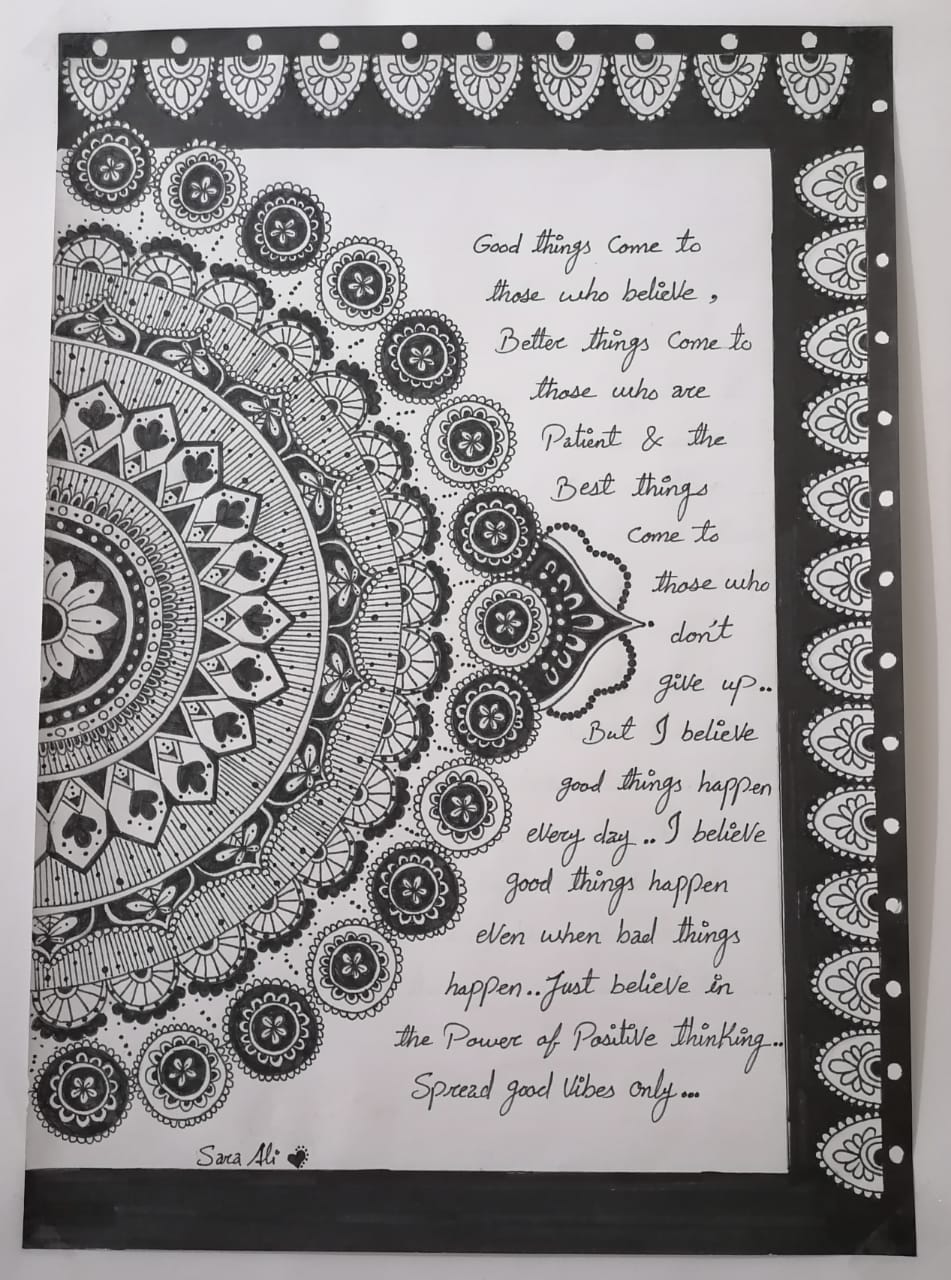 Good things Come to
those who believe,
Better things Come to
those who are
Patient & the
Best things
Come to
those who
don't
give up..
But I believe
good things happen
every day.. I believe
good things happen
even when bad things
happen.. Just believe in
the Power of Positive thinking..
Spread good Vibes only...
Sara Ali